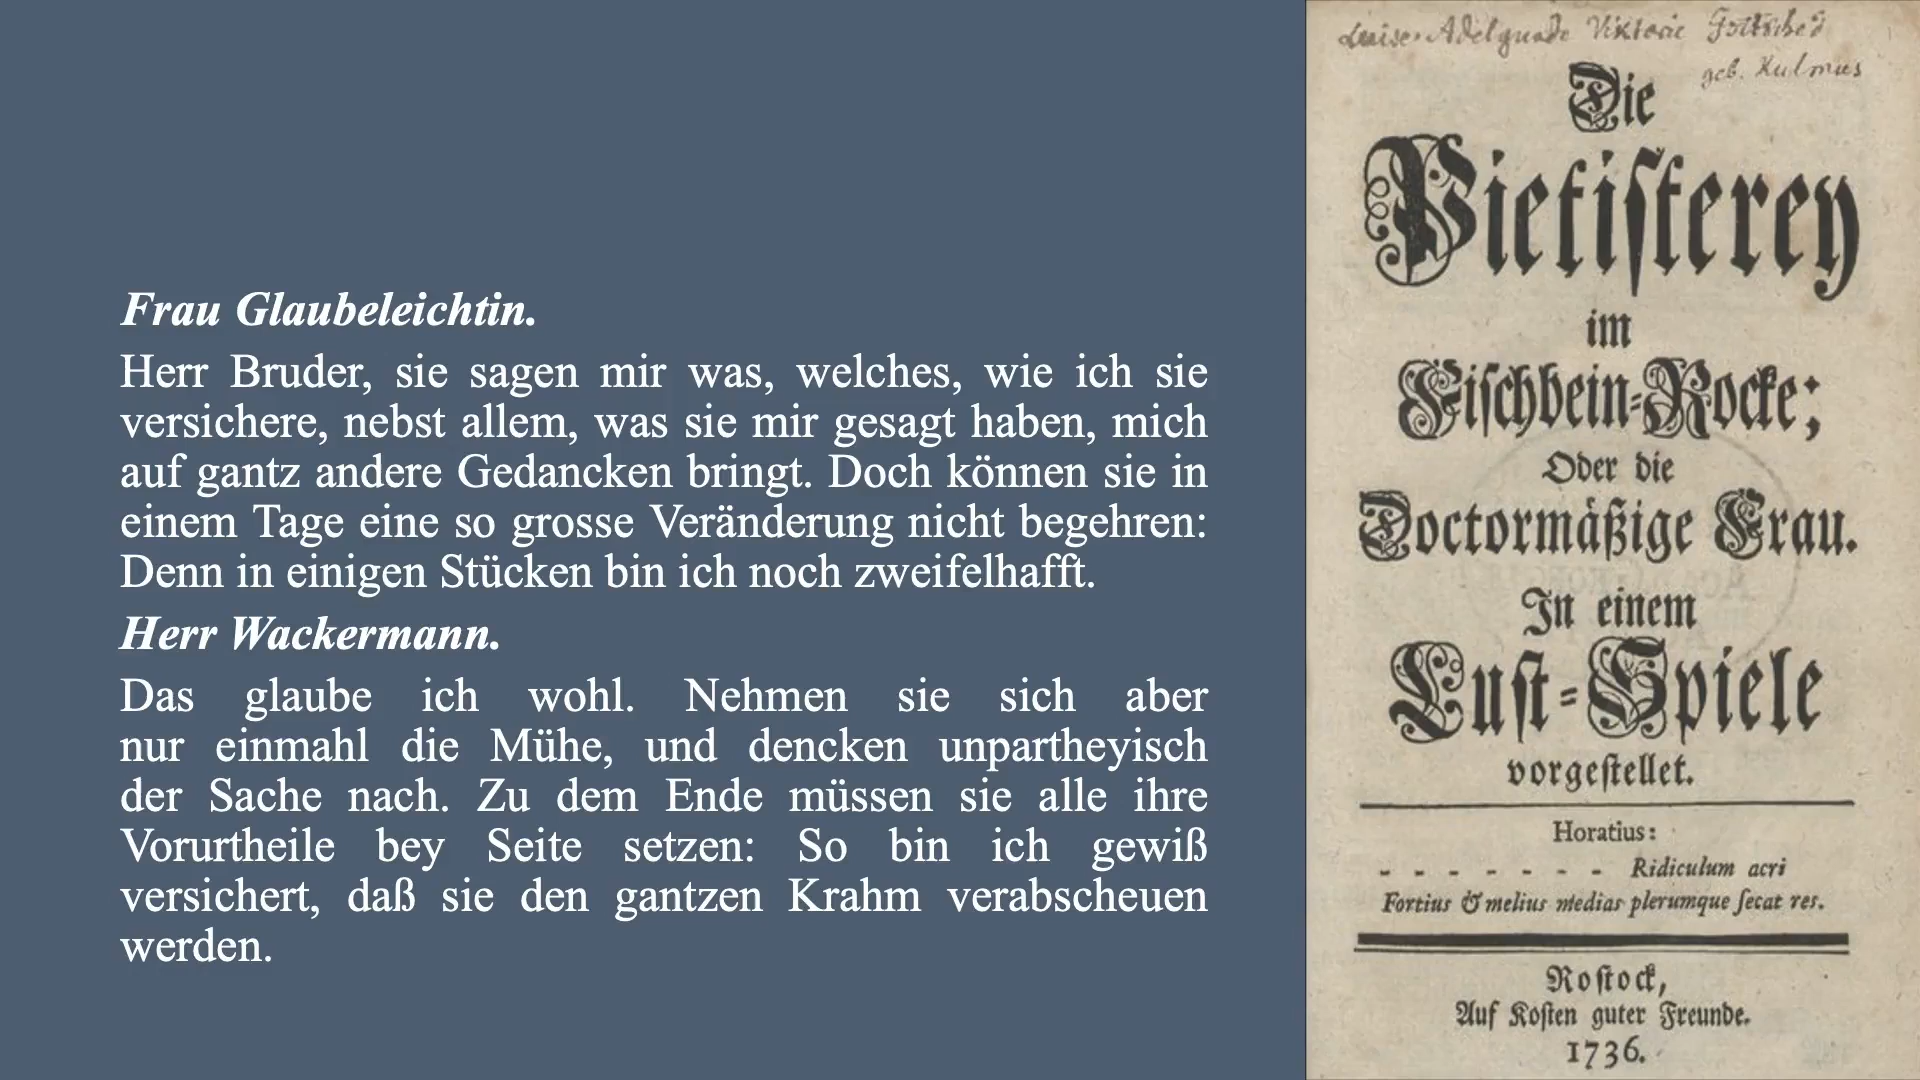 Frau Glaubeleichtin.
Herr Bruder, sie sagen mir was, welches, wie ich sie
versichere, nebst allem, was sie mir gesagt haben, mich
auf gantz andere Gedancken bringt. Doch können sie in
einem Tage eine so grosse Veränderung nicht begehren:
Denn in einigen Stücken bin ich noch zweifelhafft.
Herr Wackermann.
Das glaube ich wohl. Nehmen sie sich aber
nur einmahl die Mühe, und dencken unpartheyisch
der Sache nach. Zu dem Ende müssen sie alle ihre
Vorurtheile bey Seite setzen: So bin ich gewiß
versichert, daß sie den gantzen Krahm verabscheuen
werden.
Luise Adelgunde Viktorie Gottsched
geb. Kulmus
Die
Pietiſterey
im
Fiſchbein-Rocke;
Oder die
Doctormäßige Frau.
In einem
Luſt-Spiele
vorgeſtellet.
Horatius:
- - - - - - - Ridiculum acri
Fortius & melius medias plerumque ſecat res.
Roſtock,
Auf Koſten guter Freunde.
1736.